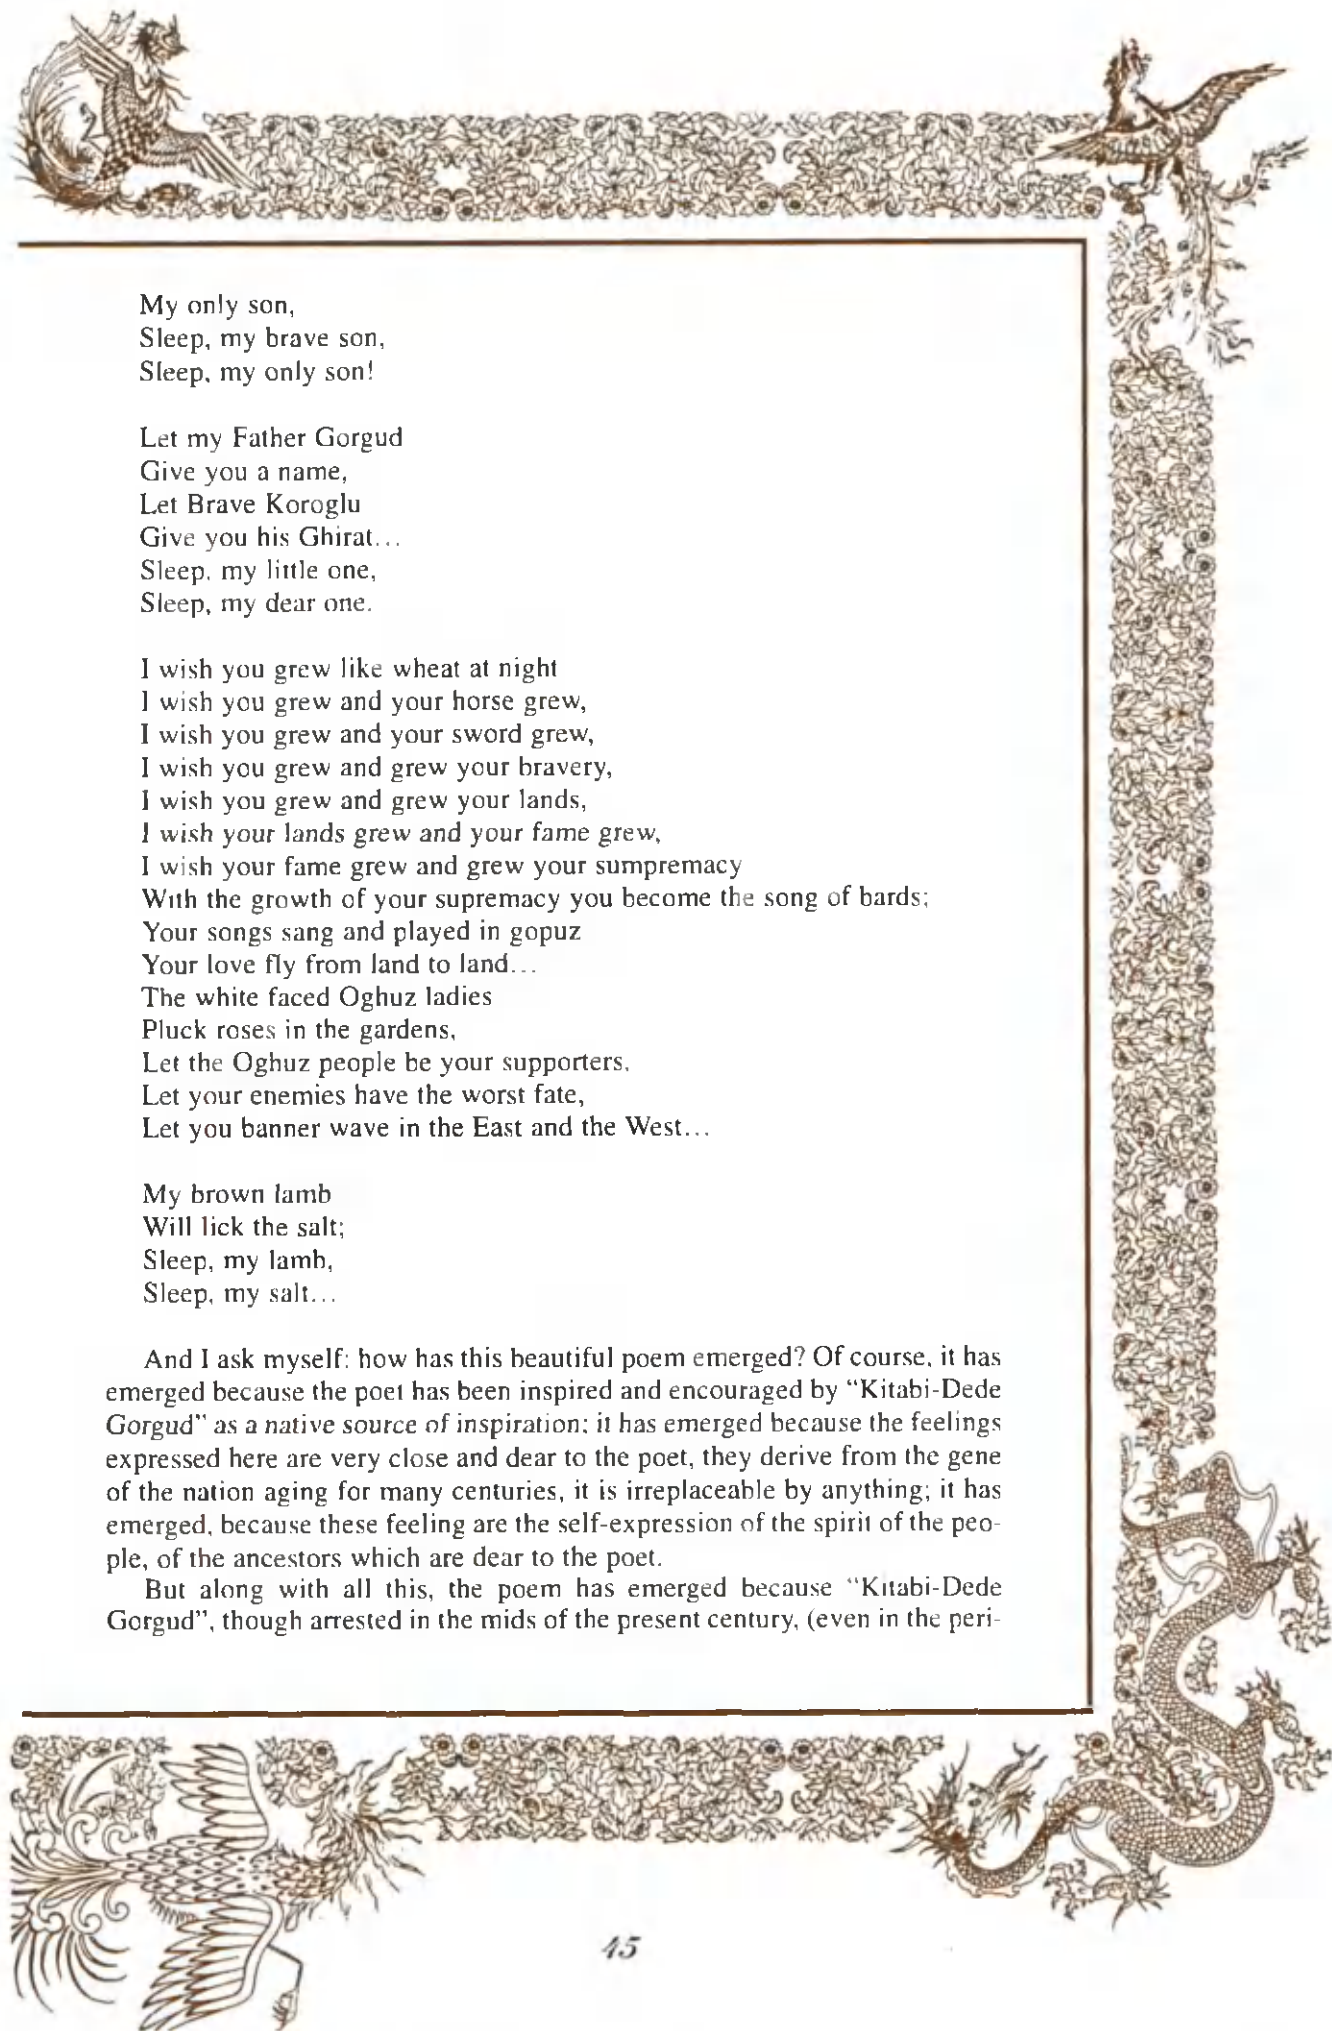 My only son,
Sleep, my brave son,
Sleep, my only son!

Let my Father Gorgud
Give you a name,
Let Brave Koroglu
Give you his Ghirat...
Sleep, my little one,
Sleep, my dear one.

I wish you grew like wheat at night
I wish you grew and your horse grew,
I wish you grew and your sword grew,
I wish you grew and grew your bravery,
I wish you grew and grew your lands,
I wish your lands grew and your fame grew,
I wish your fame grew and grew your sumpremacy
With the growth of your supremacy you become the song of bards;
Your songs sang and played in gopuz
Your love fly from land to land...
The white faced Oghuz ladies
Pluck roses in the gardens,
Let the Oghuz people be your supporters,
Let your enemies have the worst fate,
Let you banner wave in the East and the West...

My brown lamb
Will lick the salt;
Sleep, my lamb,
Sleep, my salt...

And I ask myself: how has this beautiful poem emerged? Of course, it has
emerged because the poet has been inspired and encouraged by “Kitabi-Dede
Gorgud” as a native source of inspiration; it has emerged because the feelings
expressed here are very close and dear to the poet, they derive from the gene
of the nation aging for many centuries, it is irreplaceable by anything; it has
emerged, because these feeling are the self-expression of the spirit of the peo-
ple, of the ancestors which are dear to the poet.
But along with all this, the poem has emerged because “Kitabi-Dede
Gorgud”, though arrested in the mids of the present century, (even in the peri-

45